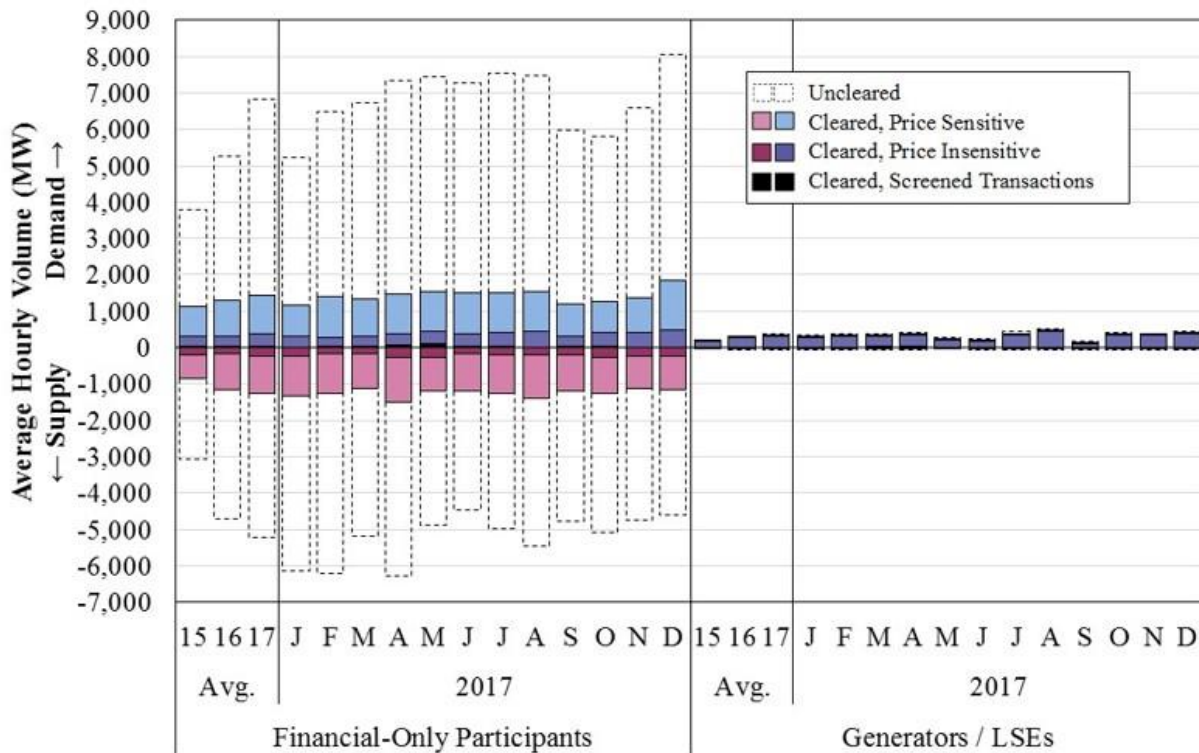 Average Hourly Volume (MW)
← Supply Demand →
9,000
8,000
7,000
6,000
5,000
4,000
3,000
2,000
1,000
0
-1,000
-2,000
-3,000
-4,000
-5,000
-6,000
-7,000
Uncleared
Cleared, Price Sensitive
Cleared, Price Insensitive
Cleared, Screened Transactions
15 16 17 J F M A M J J A S O N D 15 16 17 J F M A M J J A S O N D
Avg. 2017 Avg. 2017
Financial-Only Participants Generators / LSEs